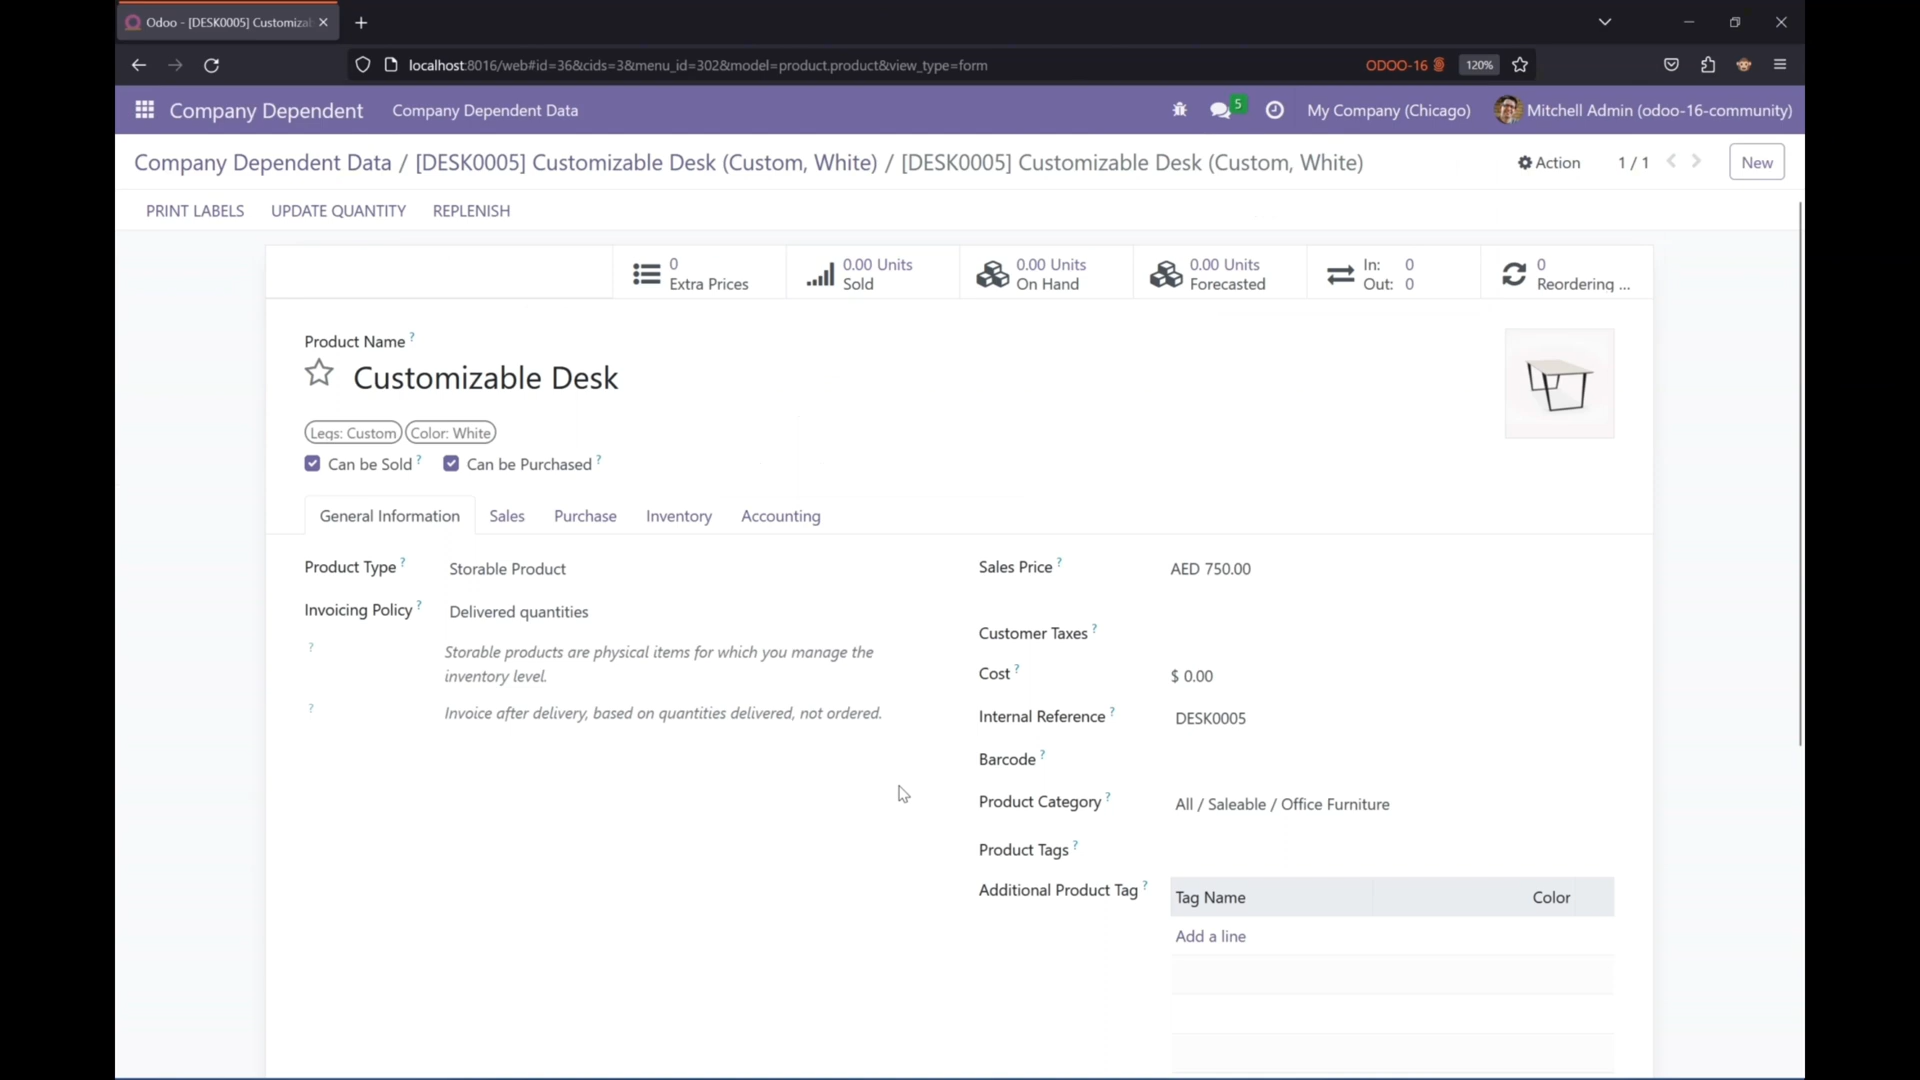 Odoo - [DESK0005] Customizal
localhost:8016/web#id=36&cids=3&menu_id=302&model=product.product&view_type=form
ODOO-16
120%
Company Dependent
Company Dependent Data
5
My Company (Chicago)
Mitchell Admin (odoo-16-community)
Company Dependent Data / [DESK0005] Customizable Desk (Custom, White) / [DESK0005] Customizable Desk (Custom, White)
Action
1 / 1
New
PRINT LABELS
UPDATE QUANTITY
REPLENISH
0
Extra Prices
0.00 Units
Sold
0.00 Units
On Hand
0.00 Units
Forecasted
In: 0
Out: 0
0
Reordering ...
Product Name ?
Customizable Desk
Legs: Custom
Color: White
Can be Sold ?
Can be Purchased ?
General Information
Sales
Purchase
Inventory
Accounting
Product Type ?
Storable Product
Invoicing Policy ?
Delivered quantities
?
Storable products are physical items for which you manage the
inventory level.
?
Invoice after delivery, based on quantities delivered, not ordered.
Sales Price ?
AED 750.00
Customer Taxes ?
Cost ?
$ 0.00
Internal Reference ?
DESK0005
Barcode ?
Product Category ?
All / Saleable / Office Furniture
Product Tags ?
Additional Product Tag ?
Tag Name
Color
Add a line